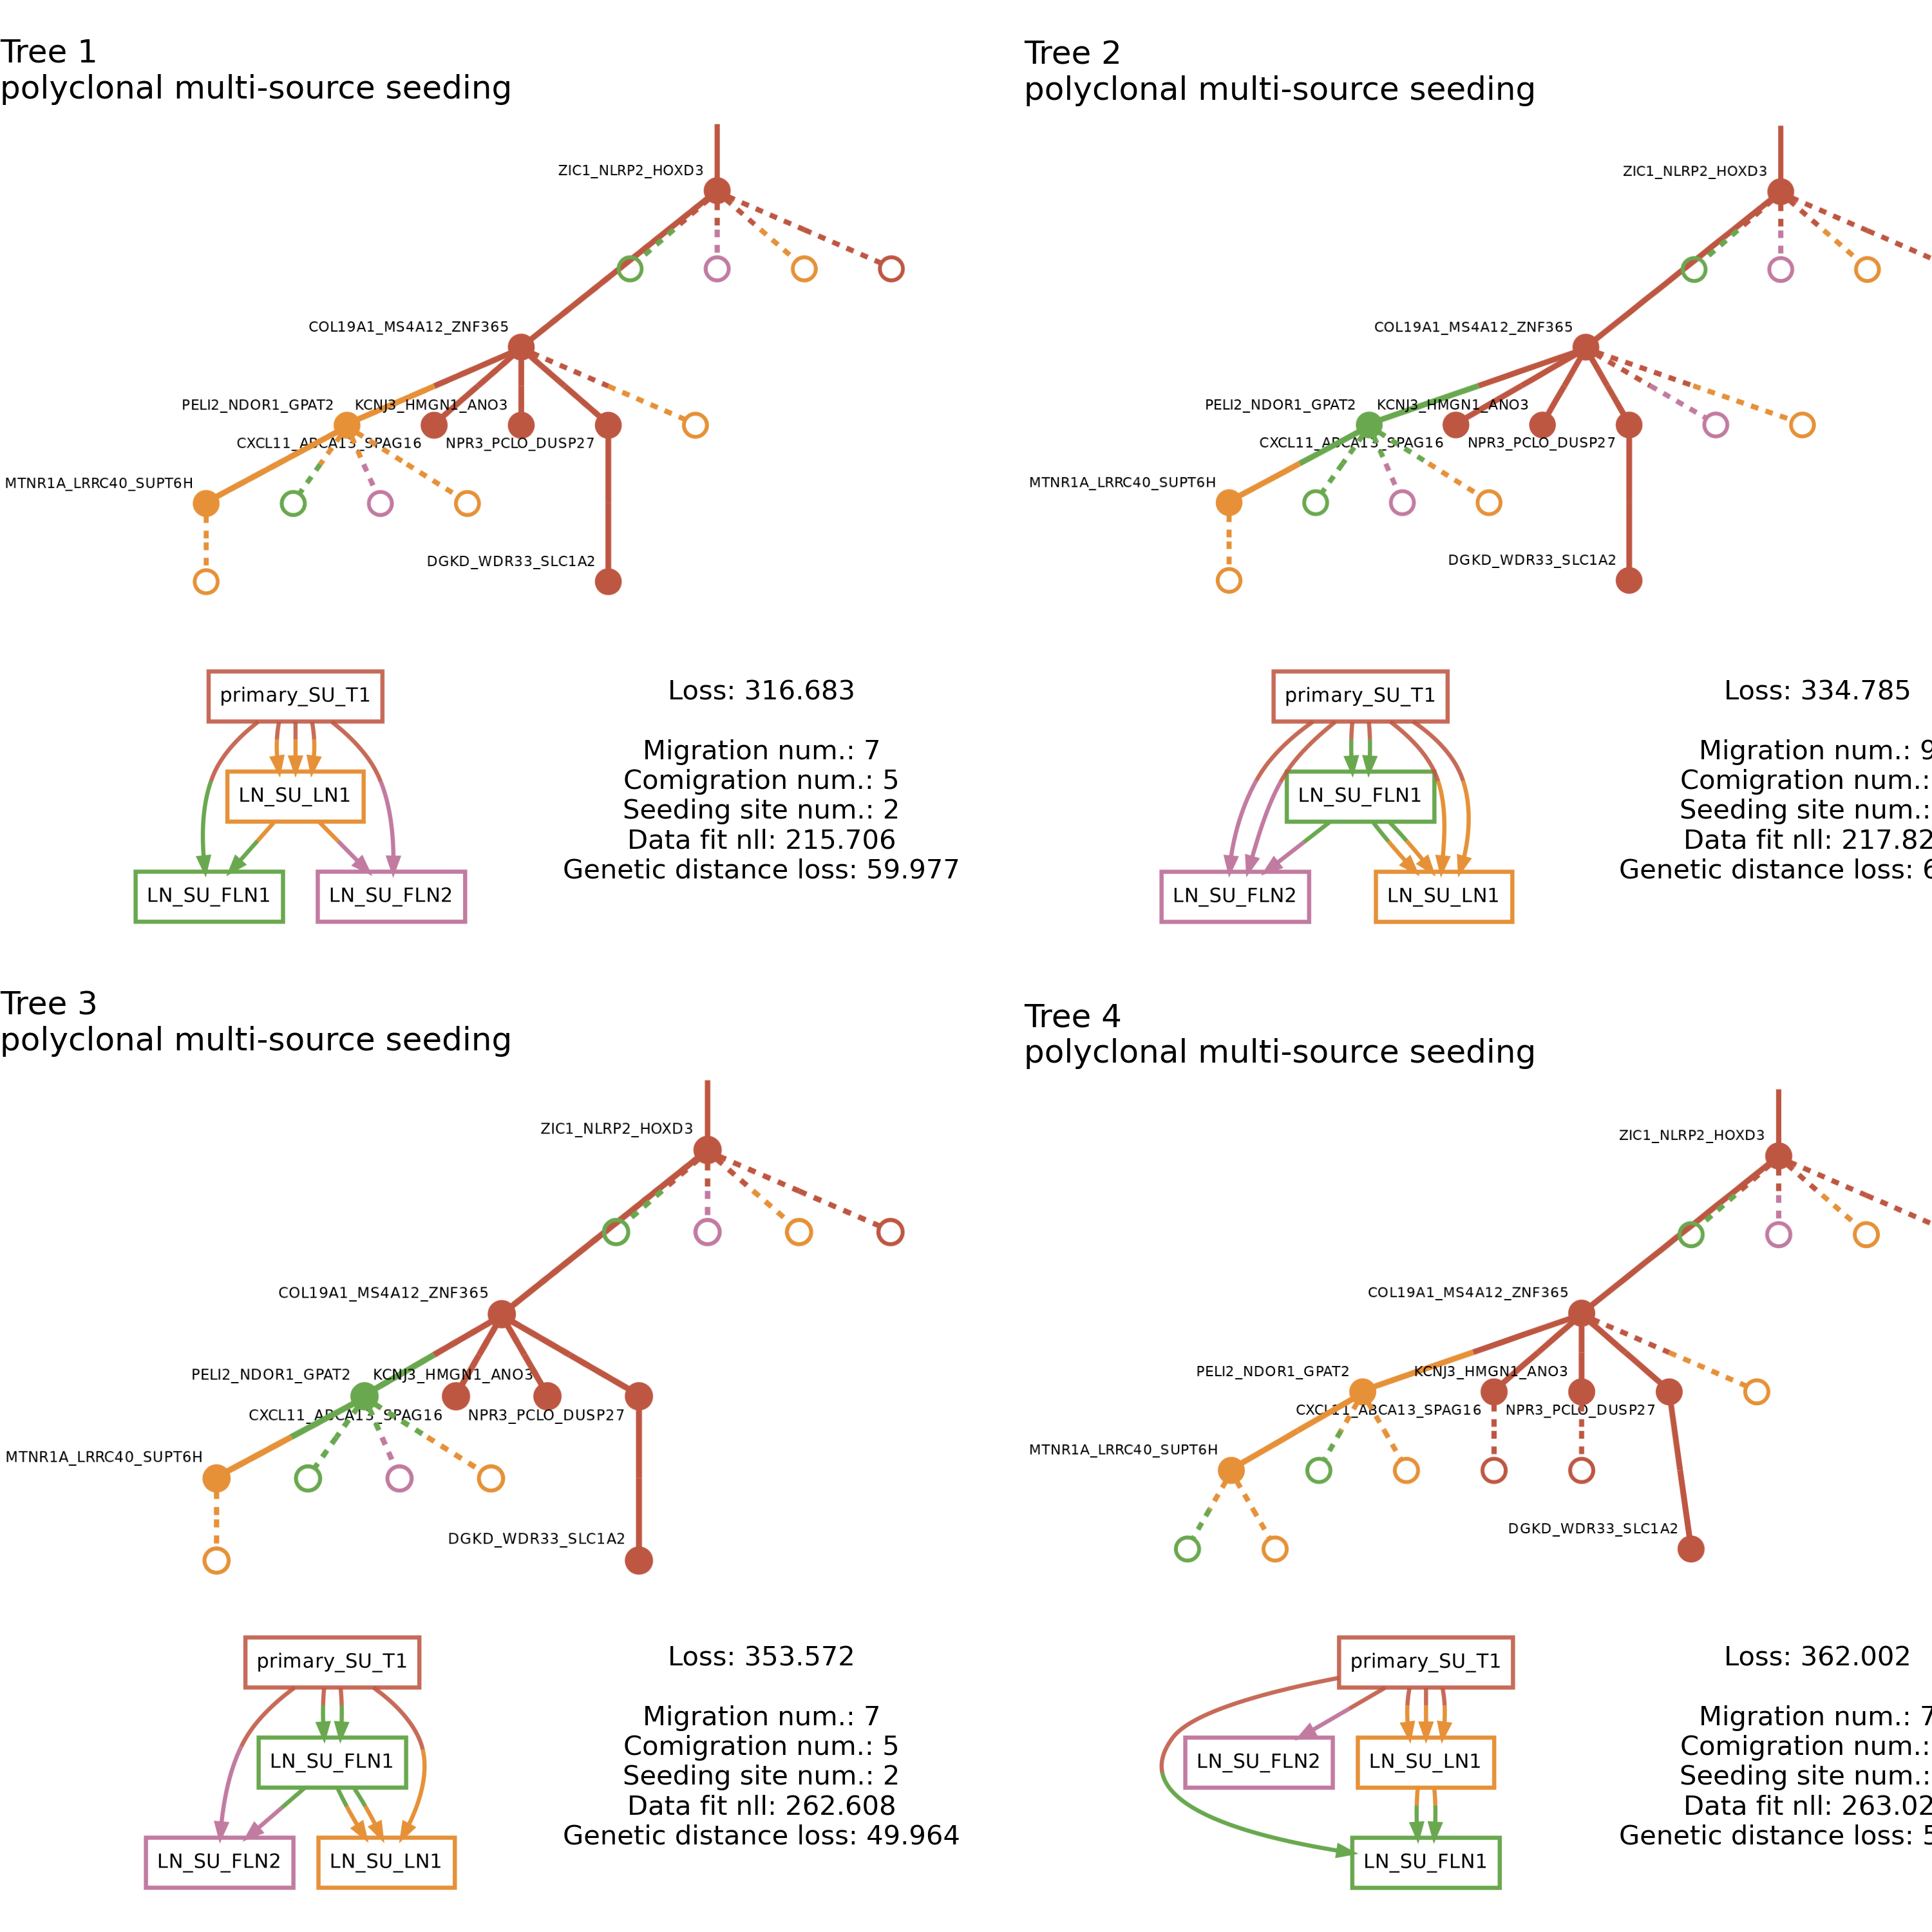 Tree 1
polyclonal multi-source seeding
ZIC1_NLRP2_HOXD3
COL19A1_MS4A12_ZNF365
PELI2_NDOR1_GPAT2
KCNJ3_HMGN1_ANO3
CXCL11_ABCA13_SPAG16
NPR3_PCLO_DUSP27
MTNR1A_LRRC40_SUPT6H
DGKD_WDR33_SLC1A2
primary_SU_T1
LN_SU_LN1
LN_SU_FLN1
LN_SU_FLN2
Loss: 316.683
Migration num.: 7
Comigration num.: 5
Seeding site num.: 2
Data fit nll: 215.706
Genetic distance loss: 59.977
Tree 2
polyclonal multi-source seeding
ZIC1_NLRP2_HOXD3
COL19A1_MS4A12_ZNF365
PELI2_NDOR1_GPAT2
KCNJ3_HMGN1_ANO3
CXCL11_ABCA13_SPAG16
NPR3_PCLO_DUSP27
MTNR1A_LRRC40_SUPT6H
DGKD_WDR33_SLC1A2
primary_SU_T1
LN_SU_FLN1
LN_SU_FLN2
LN_SU_LN1
Loss: 334.785
Migration num.: 9
Comigration num.:
Seeding site num.:
Data fit nll: 217.82
Genetic distance loss: 6
Tree 3
polyclonal multi-source seeding
ZIC1_NLRP2_HOXD3
COL19A1_MS4A12_ZNF365
PELI2_NDOR1_GPAT2
KCNJ3_HMGN1_ANO3
CXCL11_ABCA13_SPAG16
NPR3_PCLO_DUSP27
MTNR1A_LRRC40_SUPT6H
DGKD_WDR33_SLC1A2
primary_SU_T1
LN_SU_FLN1
LN_SU_FLN2
LN_SU_LN1
Loss: 353.572
Migration num.: 7
Comigration num.: 5
Seeding site num.: 2
Data fit nll: 262.608
Genetic distance loss: 49.964
Tree 4
polyclonal multi-source seeding
ZIC1_NLRP2_HOXD3
COL19A1_MS4A12_ZNF365
PELI2_NDOR1_GPAT2
KCNJ3_HMGN1_ANO3
CXCL11_ABCA13_SPAG16
NPR3_PCLO_DUSP27
MTNR1A_LRRC40_SUPT6H
DGKD_WDR33_SLC1A2
primary_SU_T1
LN_SU_FLN2
LN_SU_LN1
LN_SU_FLN1
Loss: 362.002
Migration num.: 7
Comigration num.:
Seeding site num.:
Data fit nll: 263.02
Genetic distance loss: 5